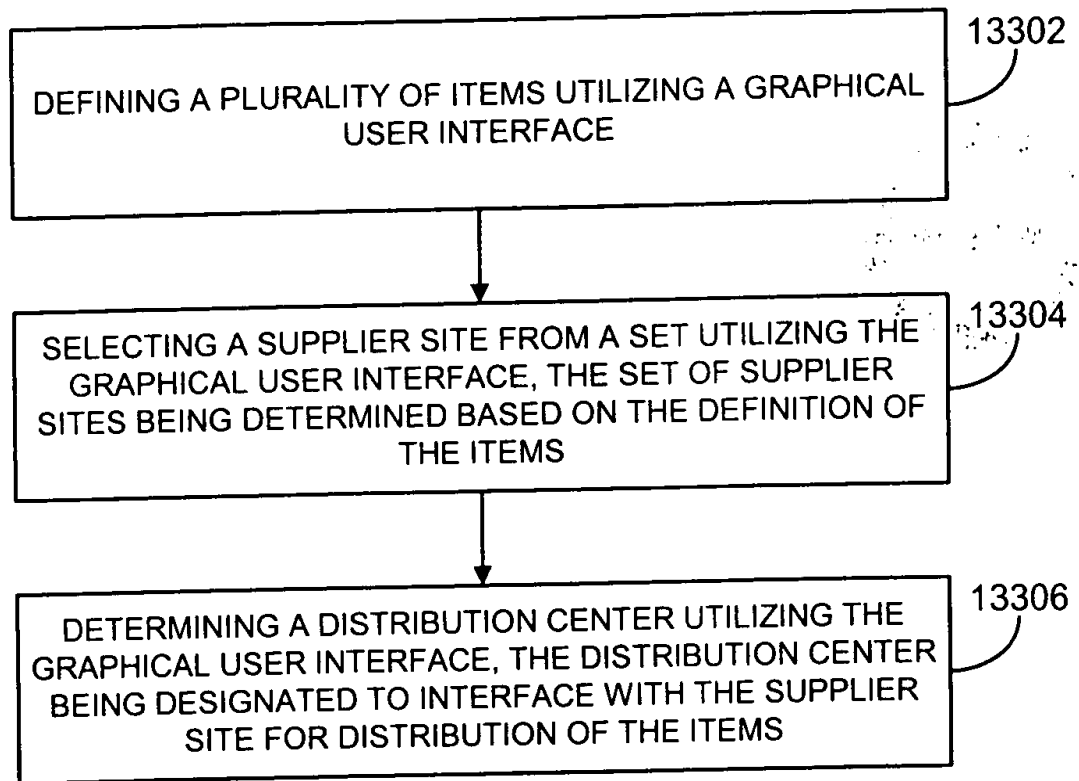 13302
DEFINING A PLURALITY OF ITEMS UTILIZING A GRAPHICAL
USER INTERFACE
13304
SELECTING A SUPPLIER SITE FROM A SET UTILIZING THE
GRAPHICAL USER INTERFACE, THE SET OF SUPPLIER
SITES BEING DETERMINED BASED ON THE DEFINITION OF
THE ITEMS
13306
DETERMINING A DISTRIBUTION CENTER UTILIZING THE
GRAPHICAL USER INTERFACE, THE DISTRIBUTION CENTER
BEING DESIGNATED TO INTERFACE WITH THE SUPPLIER
SITE FOR DISTRIBUTION OF THE ITEMS